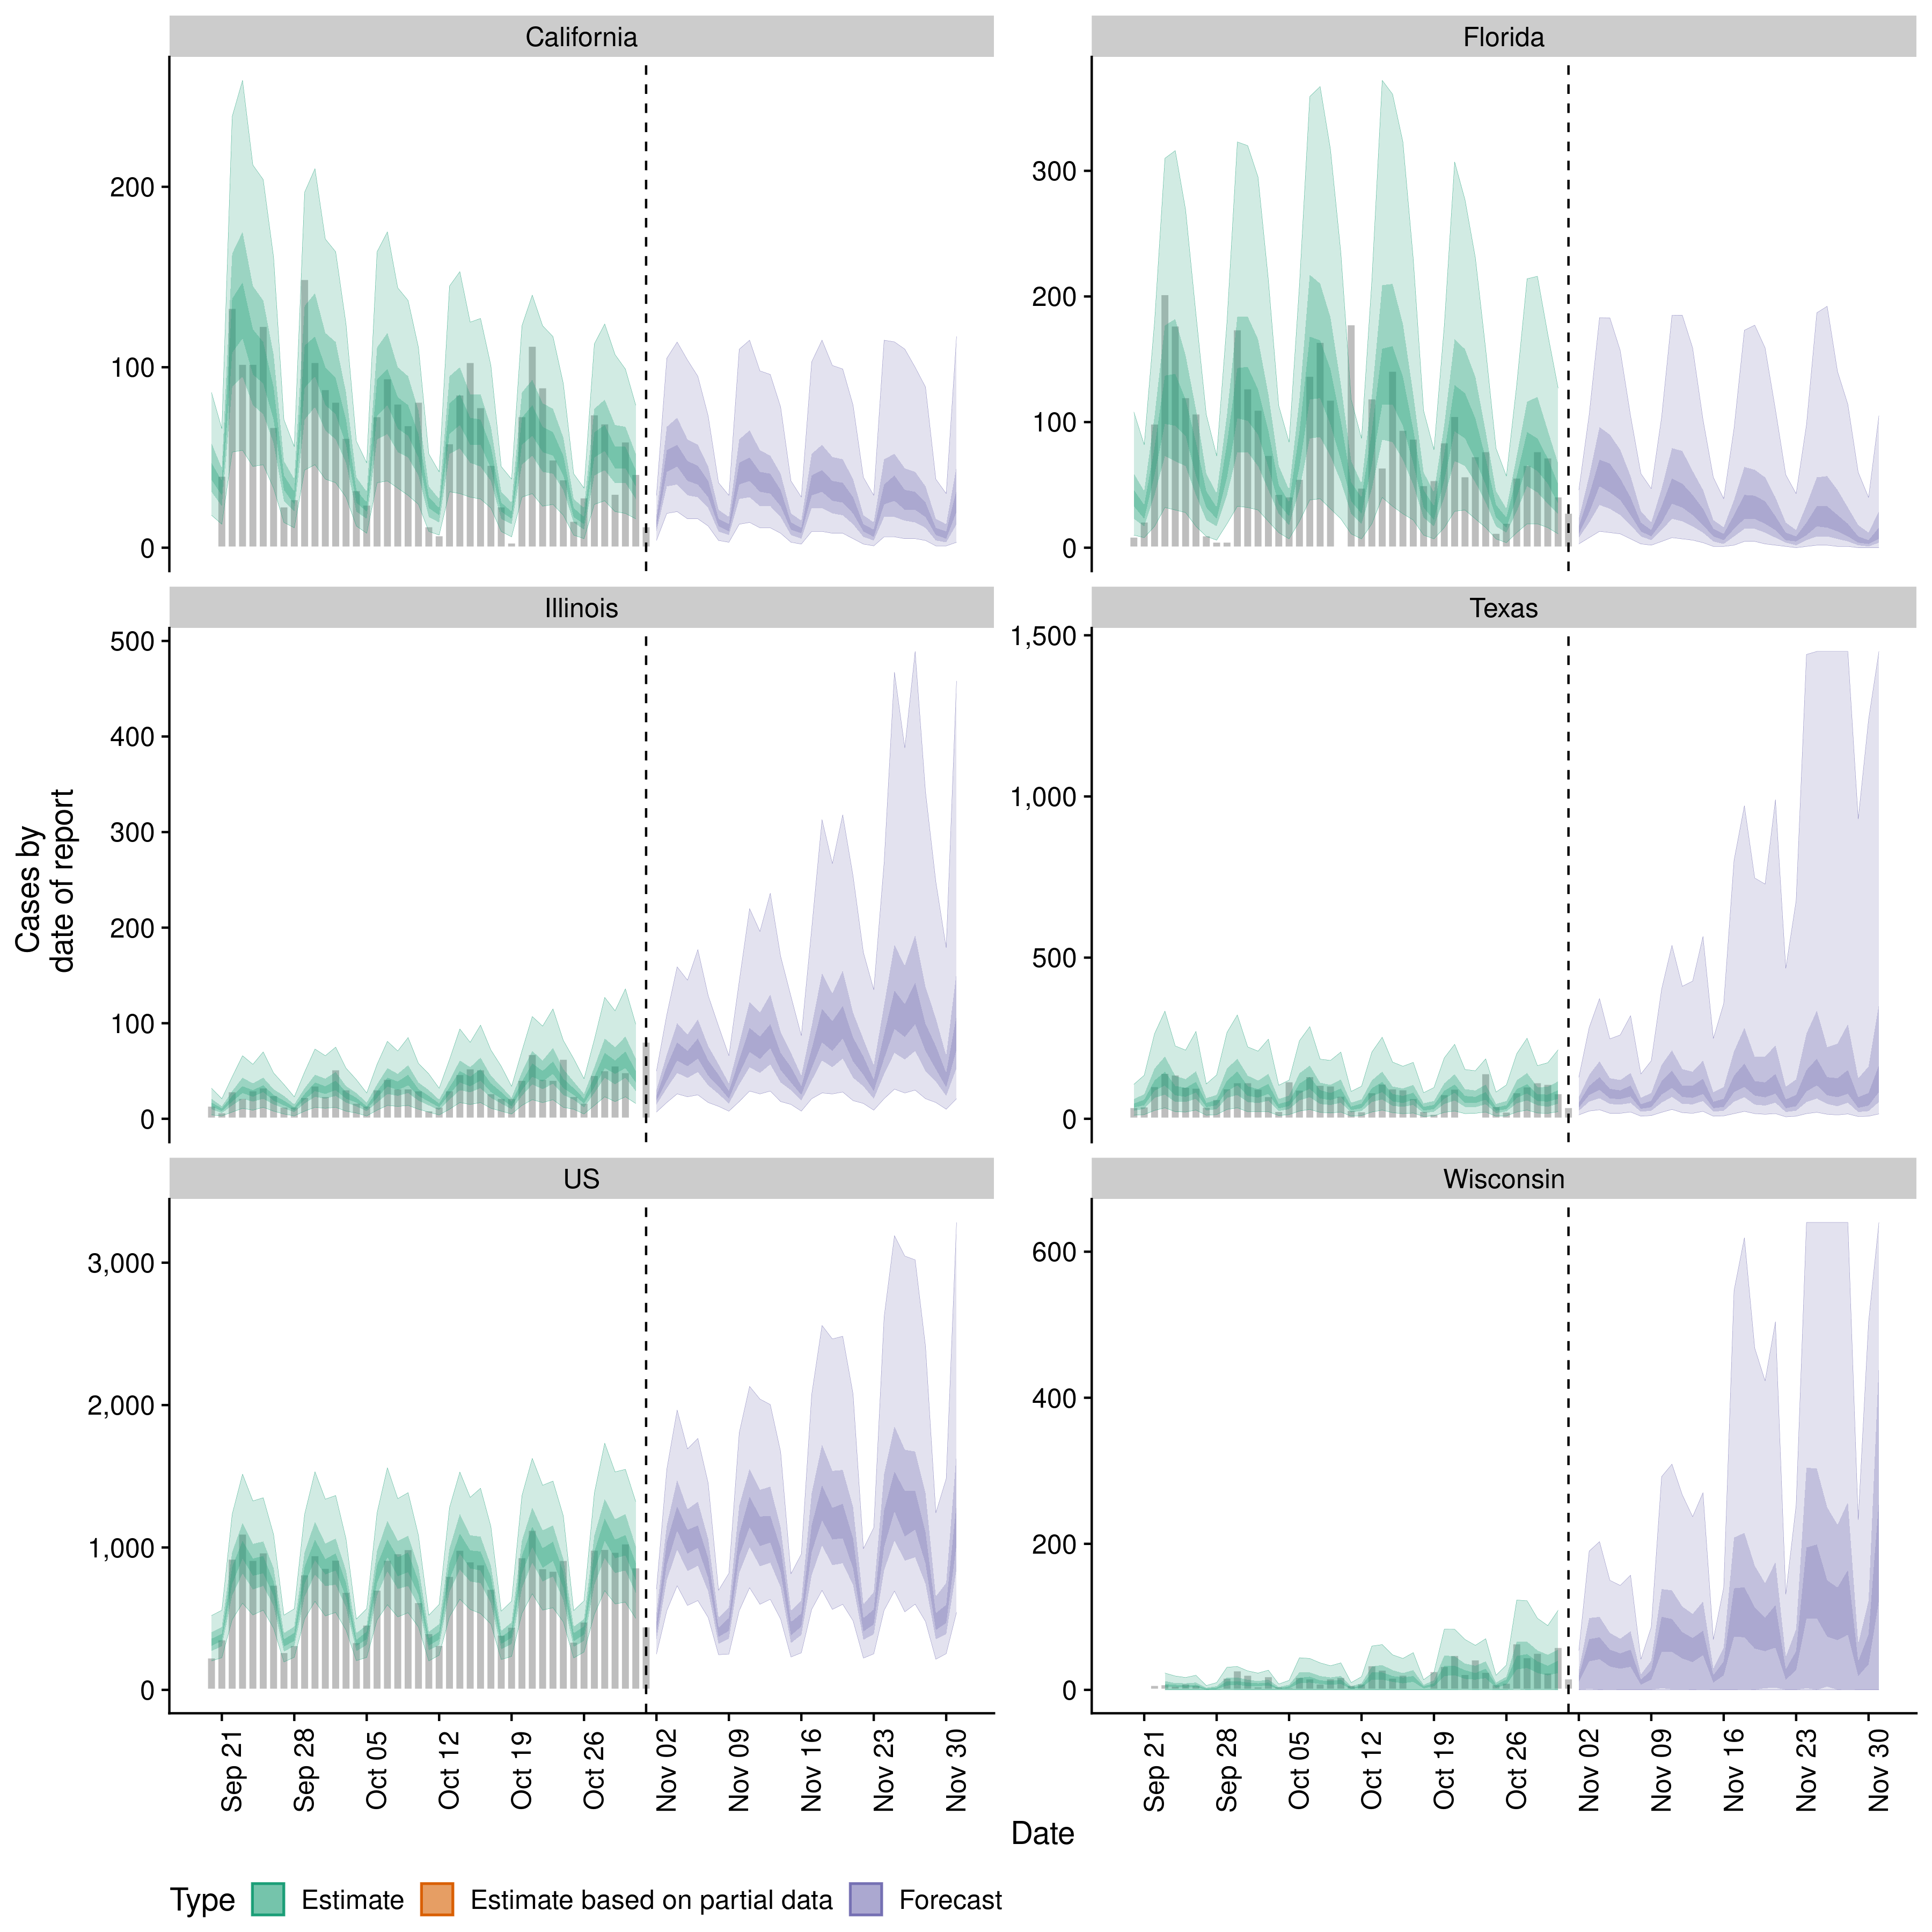 California
Florida
200
100
0
300
200
100
0
Illinois
Texas
500
400
300
200
100
0
1,500
1,000
500
0
US
Wisconsin
3,000
2,000
1,000
0
600
400
200
0
Cases by
date of report
Sep 21
Sep 28
Oct 05
Oct 12
Oct 19
Oct 26
Nov 02
Nov 09
Nov 16
Nov 23
Nov 30
Sep 21
Sep 28
Oct 05
Oct 12
Oct 19
Oct 26
Nov 02
Nov 09
Nov 16
Nov 23
Nov 30
Date
Type Estimate Estimate based on partial data Forecast